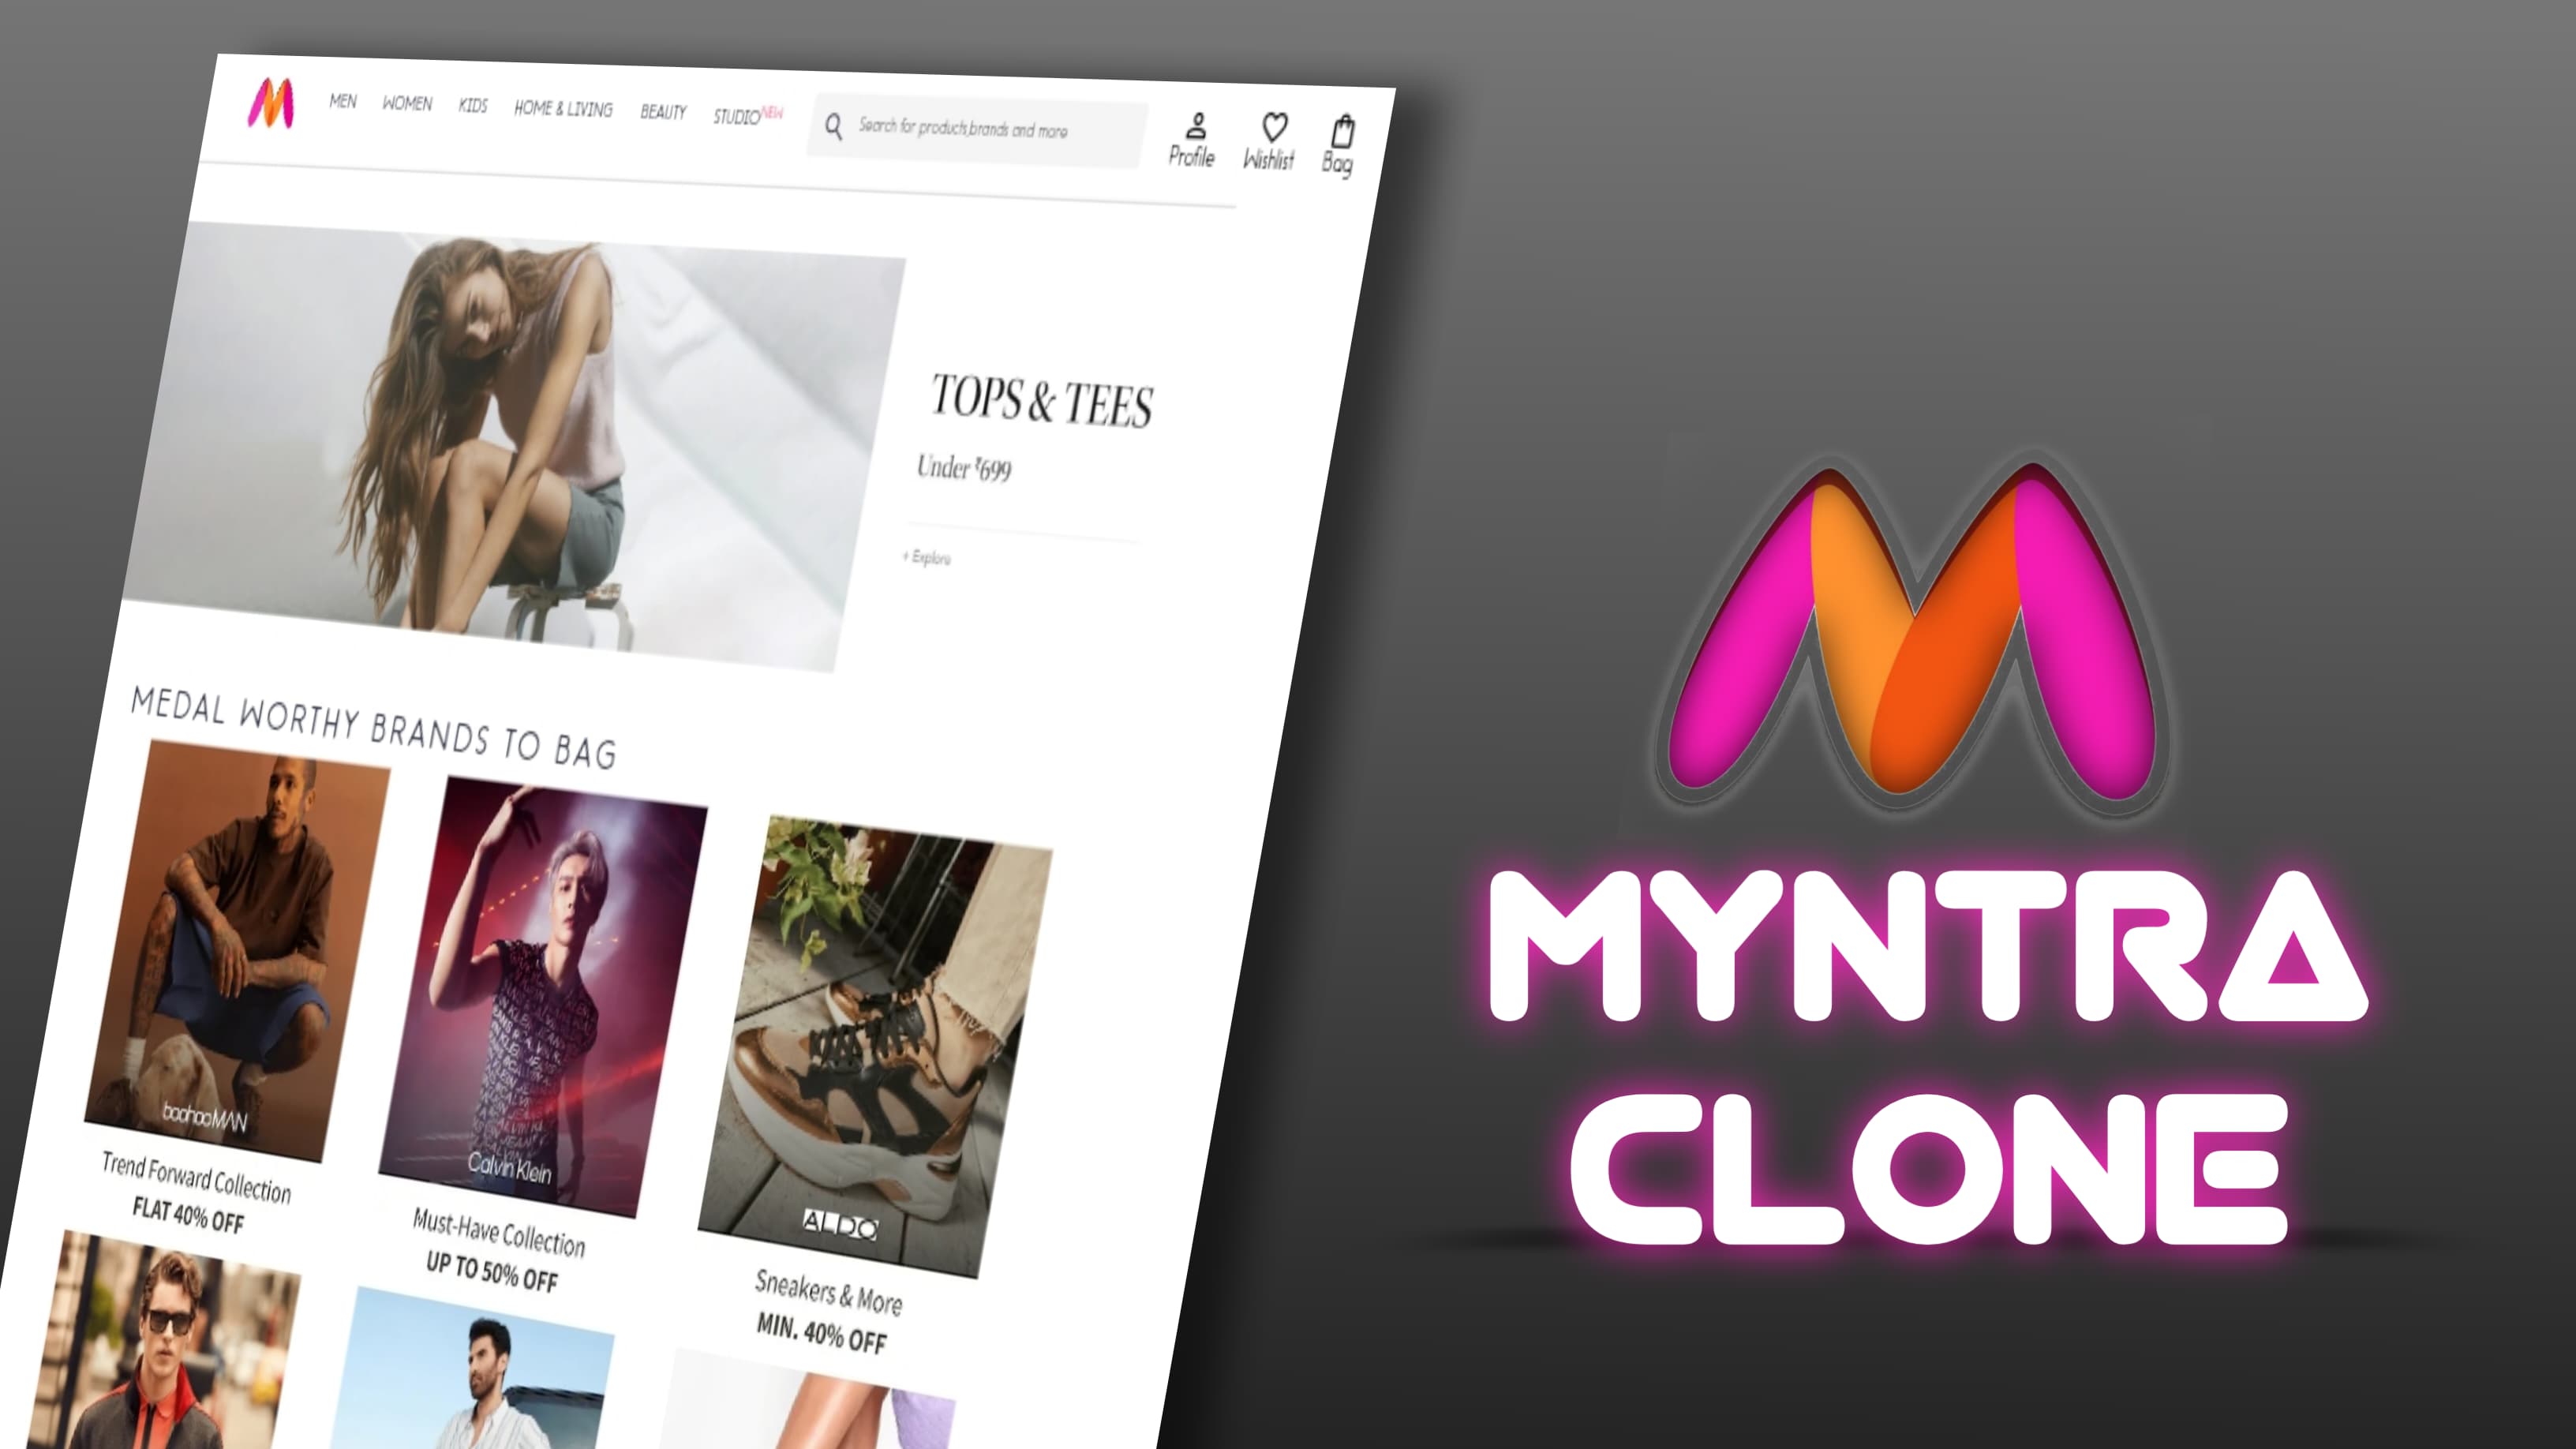 MEN WOMEN KIDS HOME & LIVING BEAUTY STUDIO NEW Search for products,brands and more
Profile Wishlist Bag
TOPS & TEES
Under ₹699
+ Explore
MEDAL WORTHY BRANDS TO BAG
boohooMAN
Calvin Klein
ALDO
Trend Forward Collection
FLAT 40% OFF
Must-Have Collection
UP TO 50% OFF
Sneakers & More
MIN. 40% OFF
MYNTRA
CLONE